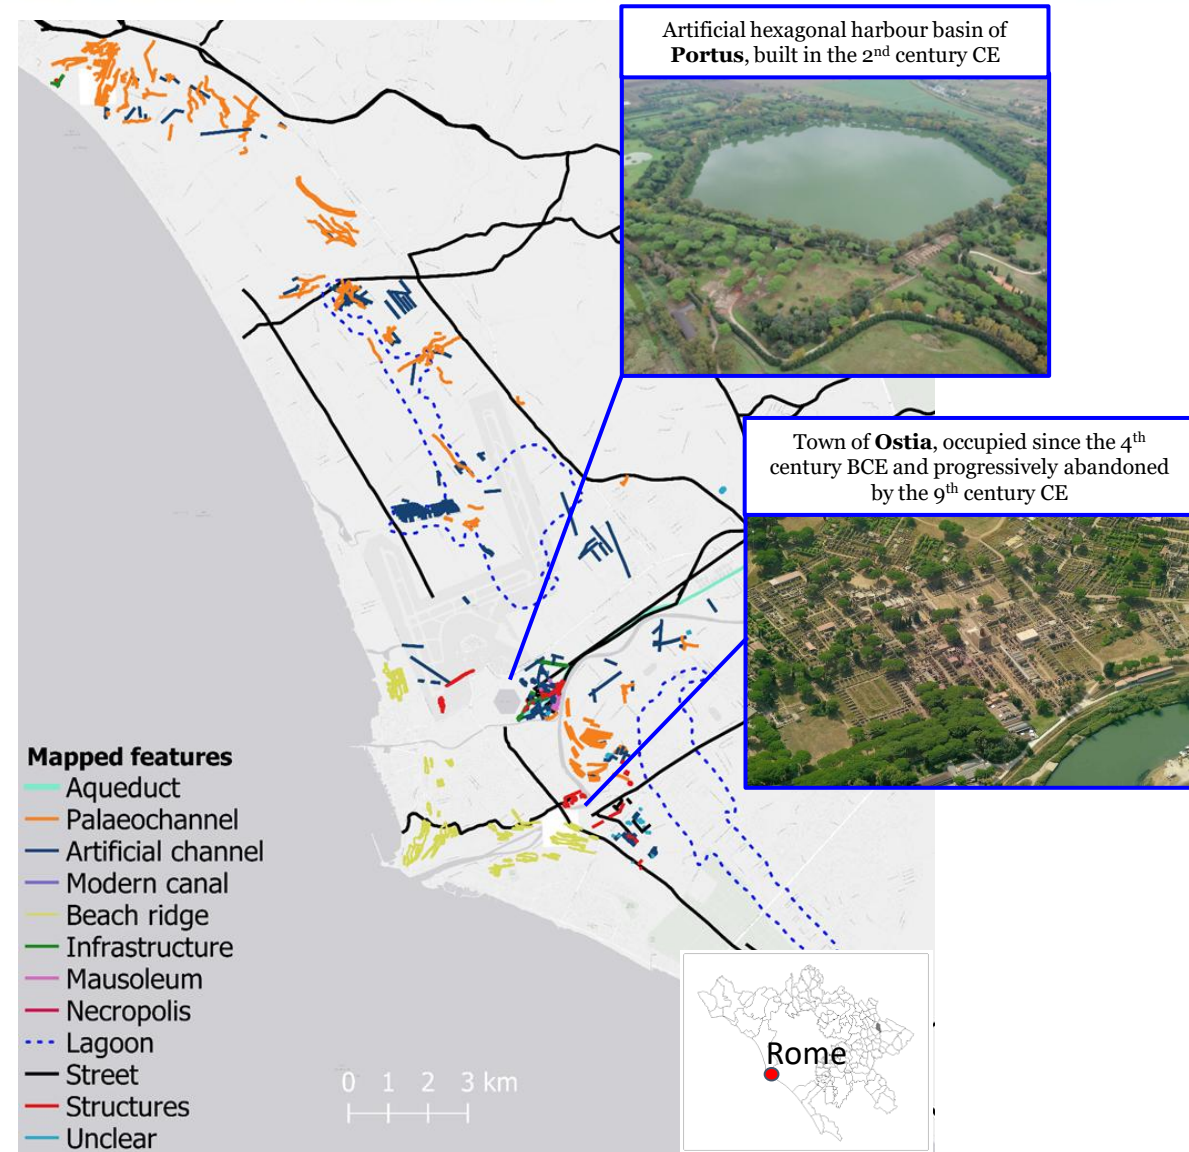 Artificial hexagonal harbour basin of
Portus, built in the 2nd century CE
Town of Ostia, occupied since the 4th
century BCE and progressively abandoned
by the 9th century CE
Mapped features
Aqueduct
Palaeochannel
Artificial channel
Modern canal
Beach ridge
Infrastructure
Mausoleum
Necropolis
Lagoon
Street
Structures
Unclear
0 1 2 3 km
Rome